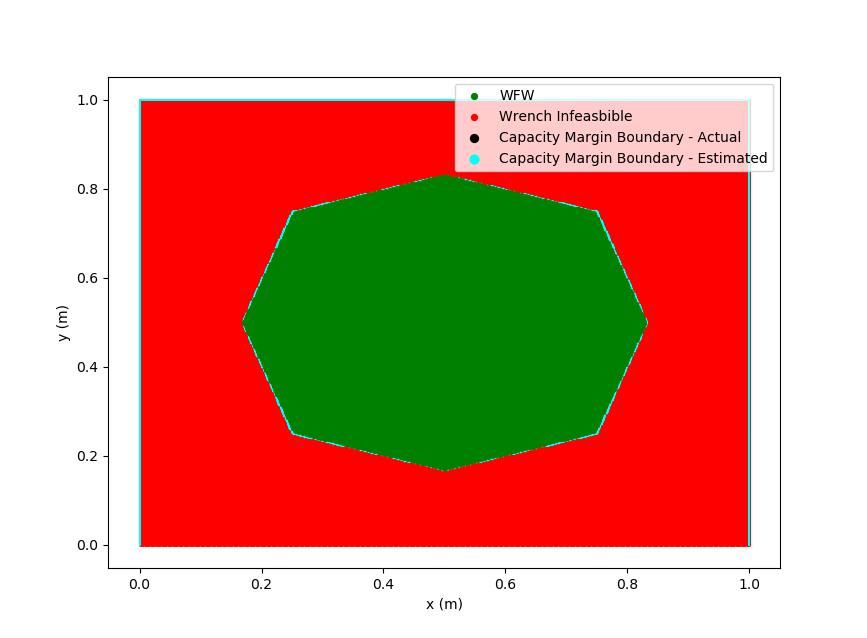 WFW
Wrench Infeasbible
Capacity Margin Boundary - Actual
Capacity Margin Boundary - Estimated
1.0
0.8
0.6
0.4
0.2
0.0
y (m)
0.0 0.2 0.4 0.6 0.8 1.0
x (m)